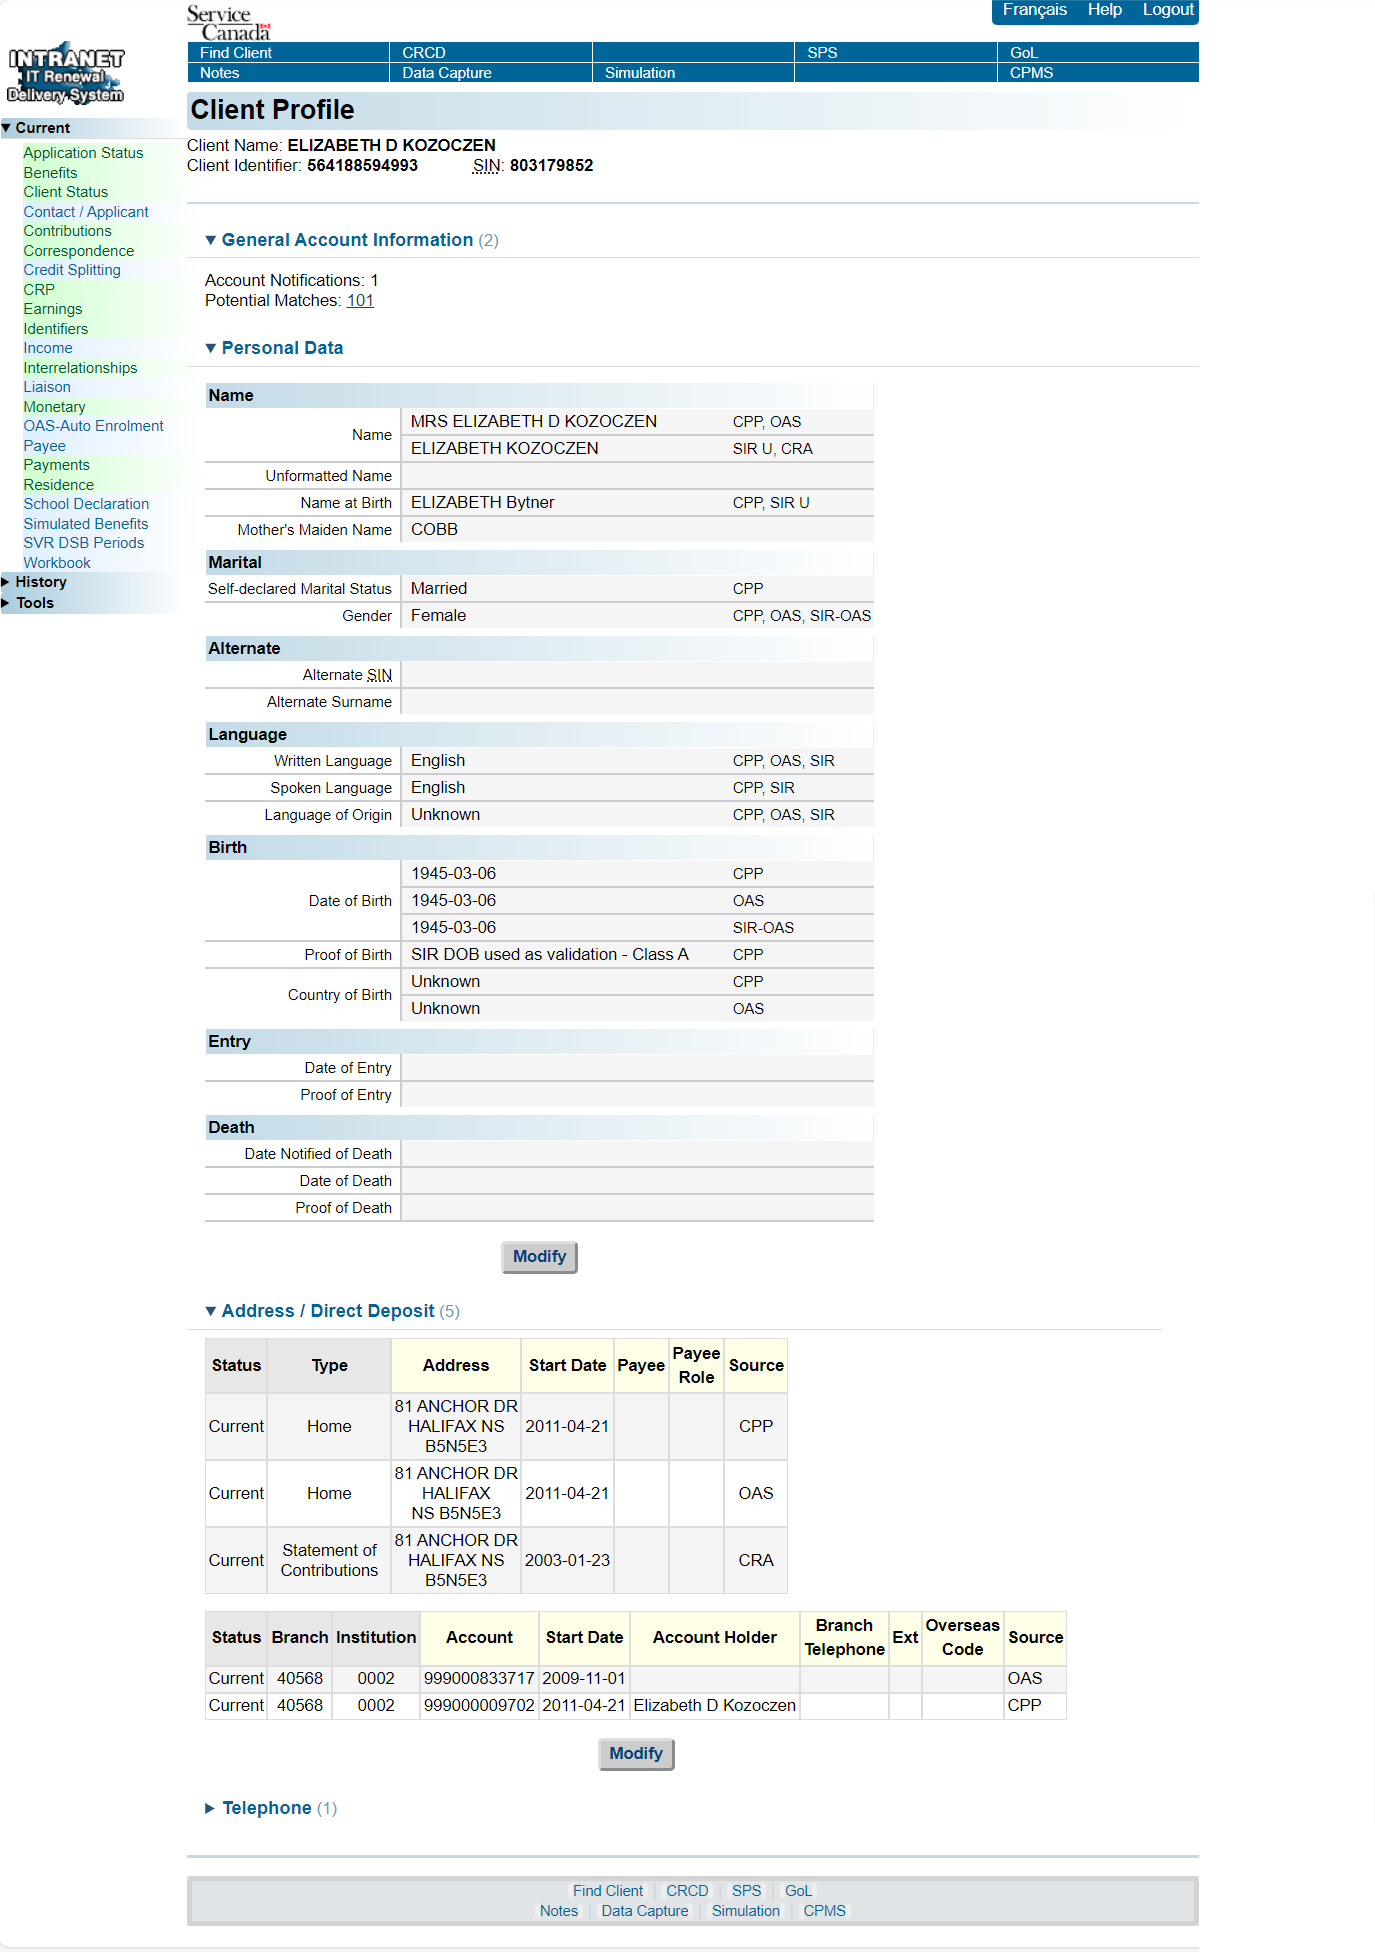 Service
Canada
Français Help Logout
INTRANET
IT Renewal
Delivery System
Find Client CRCD SPS GoL
Notes Data Capture Simulation CPMS
Client Profile
Client Name: ELIZABETH D KOZOCZEN
Client Identifier: 564188594993 SIN: 803179852
Current
Application Status
Benefits
Client Status
Contact / Applicant
Contributions
Correspondence
Credit Splitting
CRP
Earnings
Identifiers
Income
Interrelationships
Liaison
Monetary
OAS-Auto Enrolment
Payee
Payments
Residence
School Declaration
Simulated Benefits
SVR DSB Periods
Workbook
History
Tools
General Account Information (2)
Account Notifications: 1
Potential Matches: 101
Personal Data
Name
Name MRS ELIZABETH D KOZOCZEN CPP, OAS
ELIZABETH KOZOCZEN SIR U, CRA
Unformatted Name
Name at Birth ELIZABETH Bytner CPP, SIR U
Mother's Maiden Name COBB
Marital
Self-declared Marital Status Married CPP
Gender Female CPP, OAS, SIR-OAS
Alternate
Alternate SIN
Alternate Surname
Language
Written Language English CPP, OAS, SIR
Spoken Language English CPP, SIR
Language of Origin Unknown CPP, OAS, SIR
Birth
Date of Birth 1945-03-06 CPP
1945-03-06 OAS
1945-03-06 SIR-OAS
Proof of Birth SIR DOB used as validation - Class A CPP
Country of Birth Unknown CPP
Unknown OAS
Entry
Date of Entry
Proof of Entry
Death
Date Notified of Death
Date of Death
Proof of Death
Modify
Address / Direct Deposit (5)
Status Type Address Start Date Payee Payee Role Source
Current Home 81 ANCHOR DR HALIFAX NS B5N5E3 2011-04-21 CPP
Current Home 81 ANCHOR DR HALIFAX NS B5N5E3 2011-04-21 OAS
Current Statement of Contributions 81 ANCHOR DR HALIFAX NS B5N5E3 2003-01-23 CRA
Status Branch Institution Account Start Date Account Holder Branch Telephone Ext Overseas Code Source
Current 40568 0002 999000833717 2009-11-01 OAS
Current 40568 0002 999000009702 2011-04-21 Elizabeth D Kozoczen CPP
Modify
Telephone (1)
Find Client | CRCD | SPS | GoL
Notes | Data Capture | Simulation | CPMS